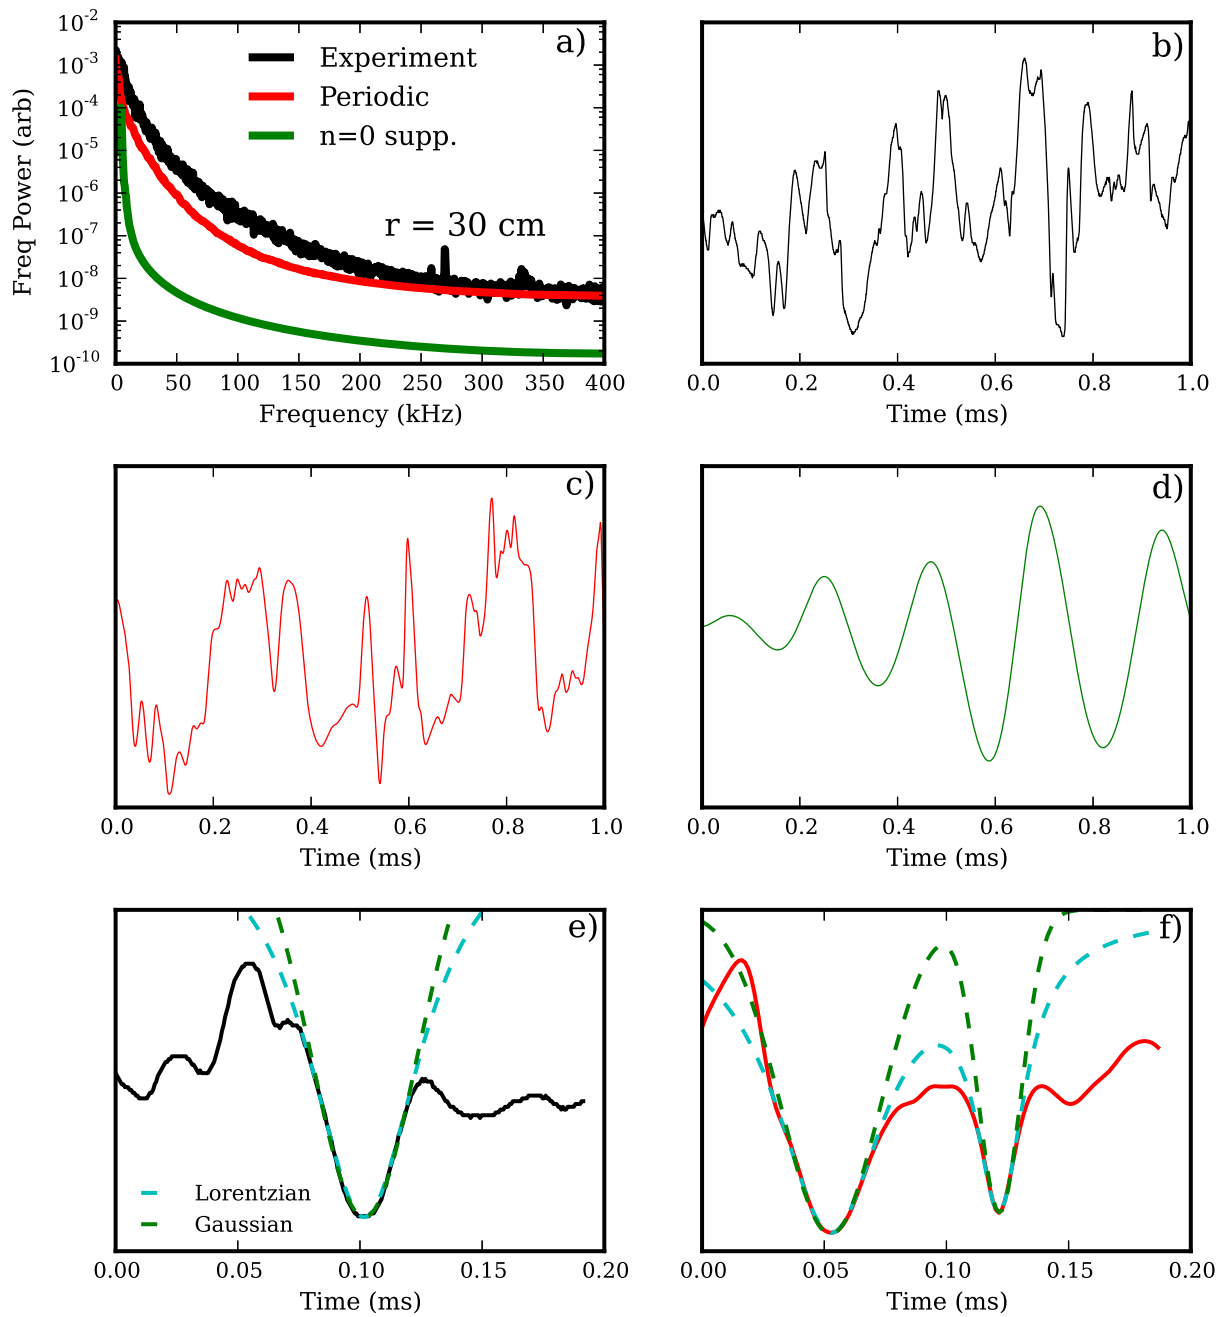 a)
10^-2
10^-3
10^-4
10^-5
10^-6
10^-7
10^-8
10^-9
10^-10
Freq Power (arb)
Experiment
Periodic
n=0 supp.
r = 30 cm
0 50 100 150 200 250 300 350 400
Frequency (kHz)
b)
0.0 0.2 0.4 0.6 0.8 1.0
Time (ms)
c)
0.0 0.2 0.4 0.6 0.8 1.0
Time (ms)
d)
0.0 0.2 0.4 0.6 0.8 1.0
Time (ms)
e)
Lorentzian
Gaussian
0.00 0.05 0.10 0.15 0.20
Time (ms)
f)
0.00 0.05 0.10 0.15 0.20
Time (ms)